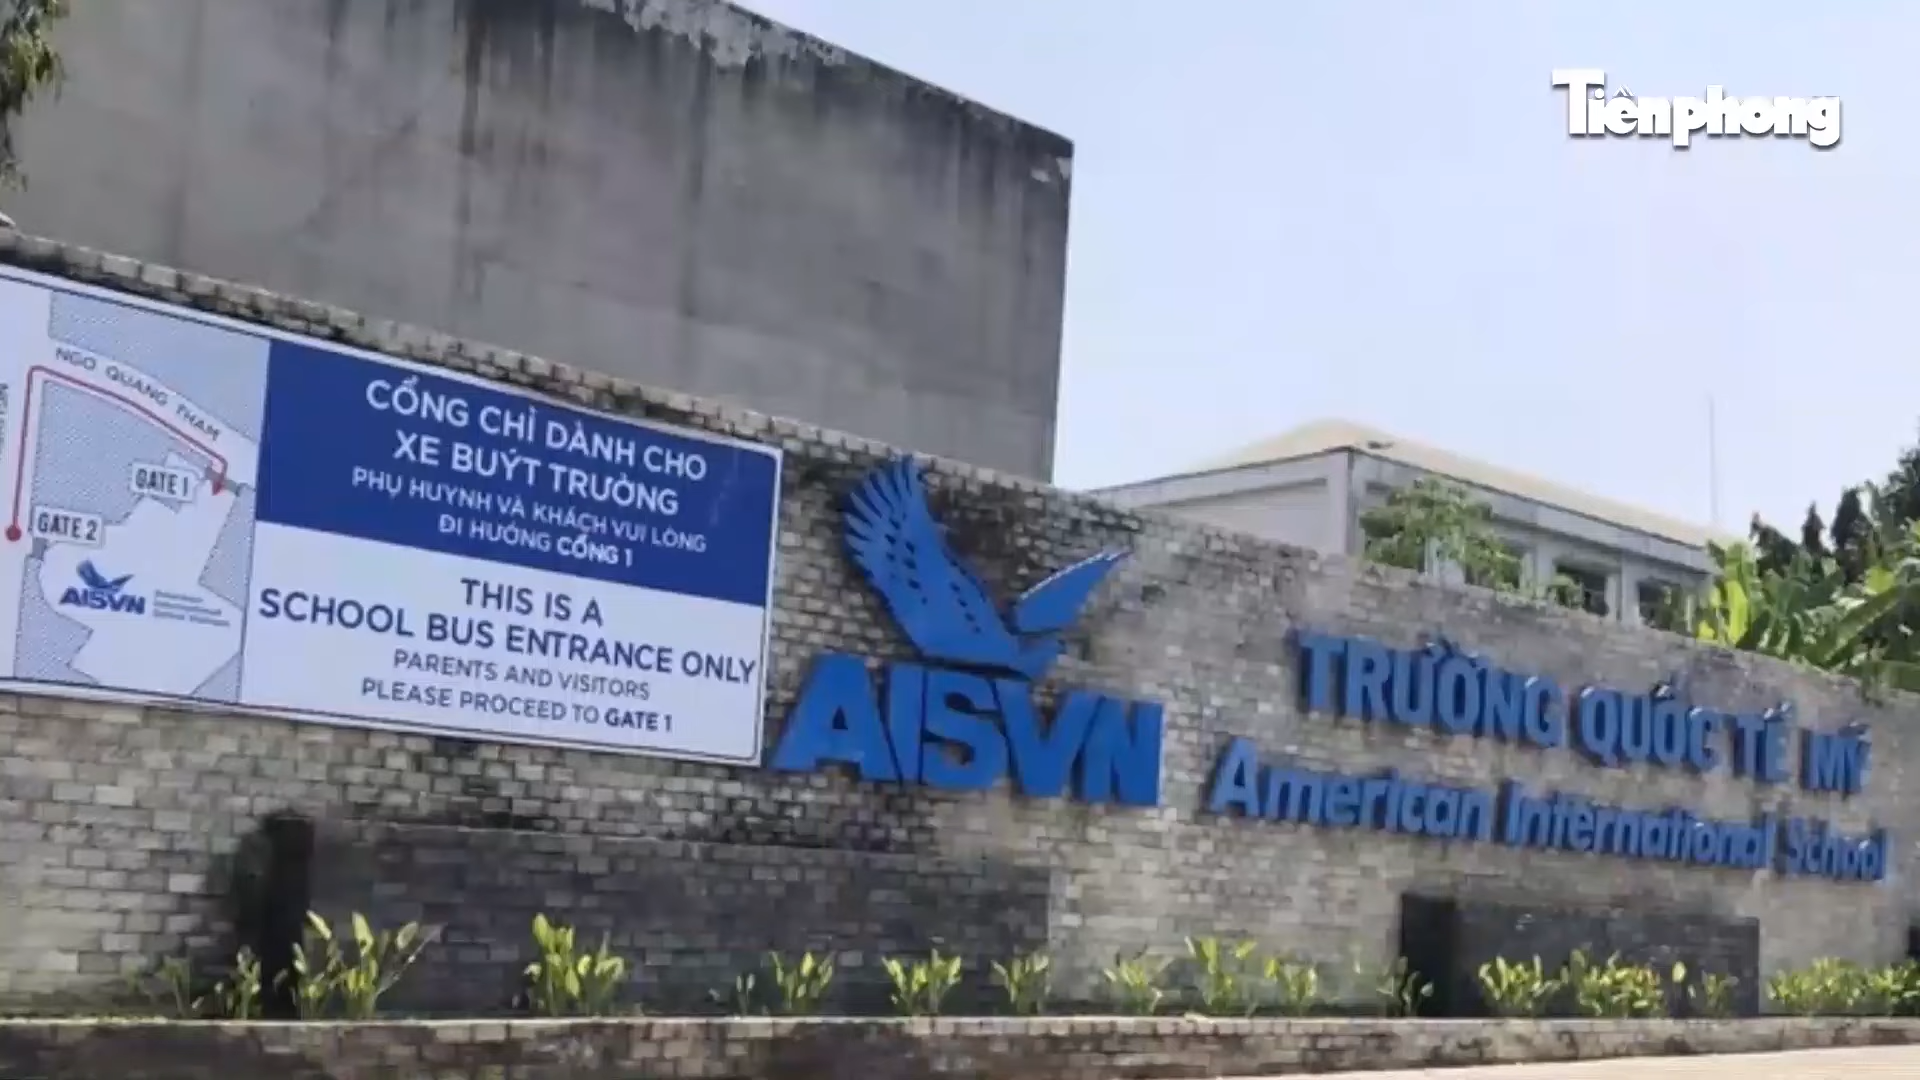 Tiền phong
NGO QUANG THAM
GATE 1
GATE 2
AISVN
CỔNG CHỈ DÀNH CHO
XE BUÝT TRƯỜNG
PHỤ HUYNH VÀ KHÁCH VUI LÒNG
ĐI HƯỚNG CỔNG 1
THIS IS A
SCHOOL BUS ENTRANCE ONLY
PARENTS AND VISITORS
PLEASE PROCEED TO GATE 1
AISVN
TRƯỜNG QUỐC TẾ MỸ
American International School